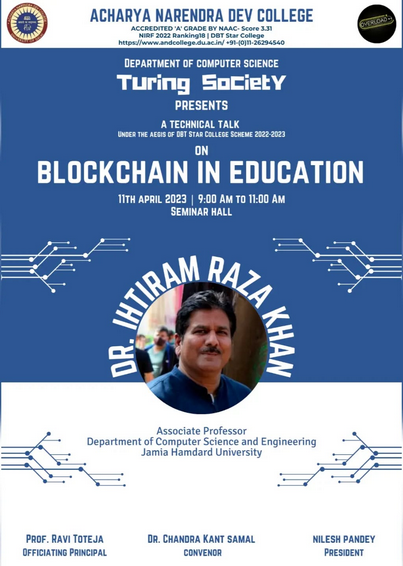 ACHARYA NARENDRA DEV COLLEGE
ACCREDITED 'A' GRADE BY NAAC- Score 3.31
NIRF 2022 Ranking18 | DBT Star College
https://www.andcollege.du.ac.in/ +91-(0)11-26294540
DEPARTMENT OF COMPUTER SCIENCE
Turing SocietY
PRESENTS
A TECHNICAL TALK
UNDER THE AEGIS OF DBT STAR COLLEGE SCHEME 2022-2023
ON
BLOCKCHAIN IN EDUCATION
11TH APRIL 2023 | 9:00 AM TO 11:00 AM
SEMINAR HALL
DR. IHTIRAM RAZA KHAN
Associate Professor
Department of Computer Science and Engineering
Jamia Hamdard University
PROF. RAVI TOTEJA DR. CHANDRA KANT SAMAL NILESH PANDEY
OFFICIATING PRINCIPAL CONVENOR PRESIDENT